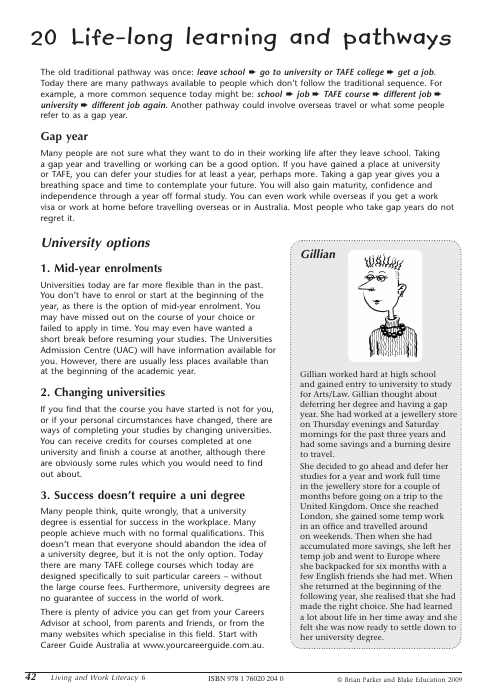 20 Life-long learning and pathways
The old traditional pathway was once: leave school ➨ go to university or TAFE college ➨ get a job.
Today there are many pathways available to people which don't follow the traditional sequence. For
example, a more common sequence today might be: school ➨ job ➨ TAFE course ➨ different job ➨
university ➨ different job again. Another pathway could involve overseas travel or what some people
refer to as a gap year.
Gap year
Many people are not sure what they want to do in their working life after they leave school. Taking
a gap year and travelling or working can be a good option. If you have gained a place at university
or TAFE, you can defer your studies for at least a year, perhaps more. Taking a gap year gives you a
breathing space and time to contemplate your future. You will also gain maturity, confidence and
independence through a year off formal study. You can even work while overseas if you get a work
visa or work at home before travelling overseas or in Australia. Most people who take gap years do not
regret it.
University options
1. Mid-year enrolments
Universities today are far more flexible than in the past.
You don't have to enrol or start at the beginning of the
year, as there is the option of mid-year enrolment. You
may have missed out on the course of your choice or
failed to apply in time. You may even have wanted a
short break before resuming your studies. The Universities
Admission Centre (UAC) will have information available for
you. However, there are usually less places available than
at the beginning of the academic year.
2. Changing universities
If you find that the course you have started is not for you,
or if your personal circumstances have changed, there are
ways of completing your studies by changing universities.
You can receive credits for courses completed at one
university and finish a course at another, although there
are obviously some rules which you would need to find
out about.
3. Success doesn't require a uni degree
Many people think, quite wrongly, that a university
degree is essential for success in the workplace. Many
people achieve much with no formal qualifications. This
doesn't mean that everyone should abandon the idea of
a university degree, but it is not the only option. Today
there are many TAFE college courses which today are
designed specifically to suit particular careers – without
the large course fees. Furthermore, university degrees are
no guarantee of success in the world of work.
There is plenty of advice you can get from your Careers
Advisor at school, from parents and friends, or from the
many websites which specialise in this field. Start with
Career Guide Australia at www.yourcareerguide.com.au.
Gillian
Gillian worked hard at high school
and gained entry to university to study
for Arts/Law. Gillian thought about
deferring her degree and having a gap
year. She had worked at a jewellery store
on Thursday evenings and Saturday
mornings for the past three years and
had some savings and a burning desire
to travel.
She decided to go ahead and defer her
studies for a year and work full time
in the jewellery store for a couple of
months before going on a trip to the
United Kingdom. Once she reached
London, she gained some temp work
in an office and travelled around
on weekends. Then when she had
accumulated more savings, she left her
temp job and went to Europe where
she backpacked for six months with a
few English friends she had met. When
she returned at the beginning of the
following year, she realised that she had
made the right choice. She had learned
a lot about life in her time away and she
felt she was now ready to settle down to
her university degree.
42 Living and Work Literacy 6
ISBN 978 1 76020 204 0
© Brian Parker and Blake Education 2009